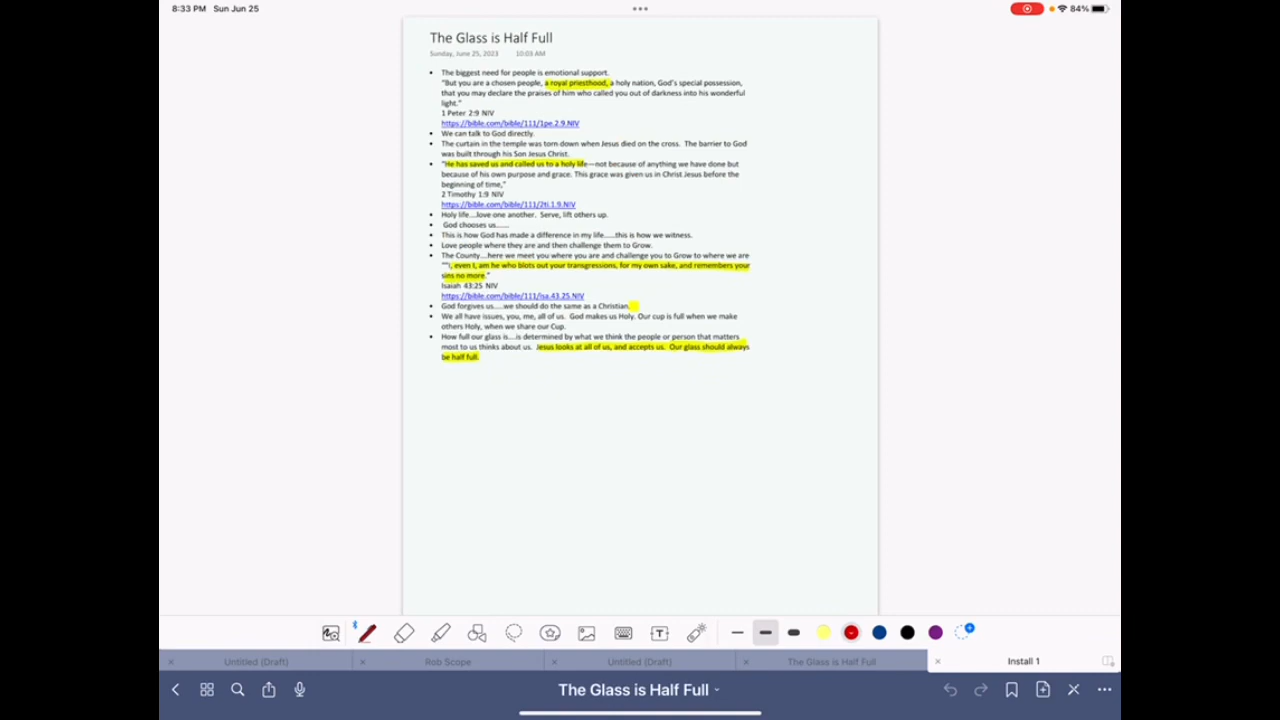 8:33 PM Sun Jun 25
84%
The Glass is Half Full
Sunday, June 25, 2023 10:03 AM
• The biggest need for people is emotional support.
"But you are a chosen people, a royal priesthood, a holy nation, God's special possession,
that you may declare the praises of him who called you out of darkness into his wonderful
light."
1 Peter 2:9 NIV
https://bible.com/bible/111/1pe.2.9.NIV
• We can talk to God directly.
• The curtain in the temple was torn down when Jesus died on the cross. The barrier to God
was built through his Son Jesus Christ.
• "He has saved us and called us to a holy life—not because of anything we have done but
because of his own purpose and grace. This grace was given us in Christ Jesus before the
beginning of time,"
2 Timothy 1:9 NIV
https://bible.com/bible/111/2ti.1.9.NIV
• Holy life....love one another. Serve, lift others up.
• God chooses us.......
• This is how God has made a difference in my life......this is how we witness.
• Love people where they are and then challenge them to Grow.
• The County....here we meet you where you are and challenge you to Grow to where we are
""I, even I, am he who blots out your transgressions, for my own sake, and remembers your
sins no more."
Isaiah 43:25 NIV
https://bible.com/bible/111/isa.43.25.NIV
• God forgives us.....we should do the same as a Christian.
• We all have issues, you, me, all of us. God makes us Holy. Our cup is full when we make
others Holy, when we share our Cup.
• How full our glass is....is determined by what we think the people or person that matters
most to us thinks about us. Jesus looks at all of us, and accepts us. Our glass should always
be half full.
Untitled (Draft)
Rob Scope
Untitled (Draft)
The Glass is Half Full
Install 1
The Glass is Half Full